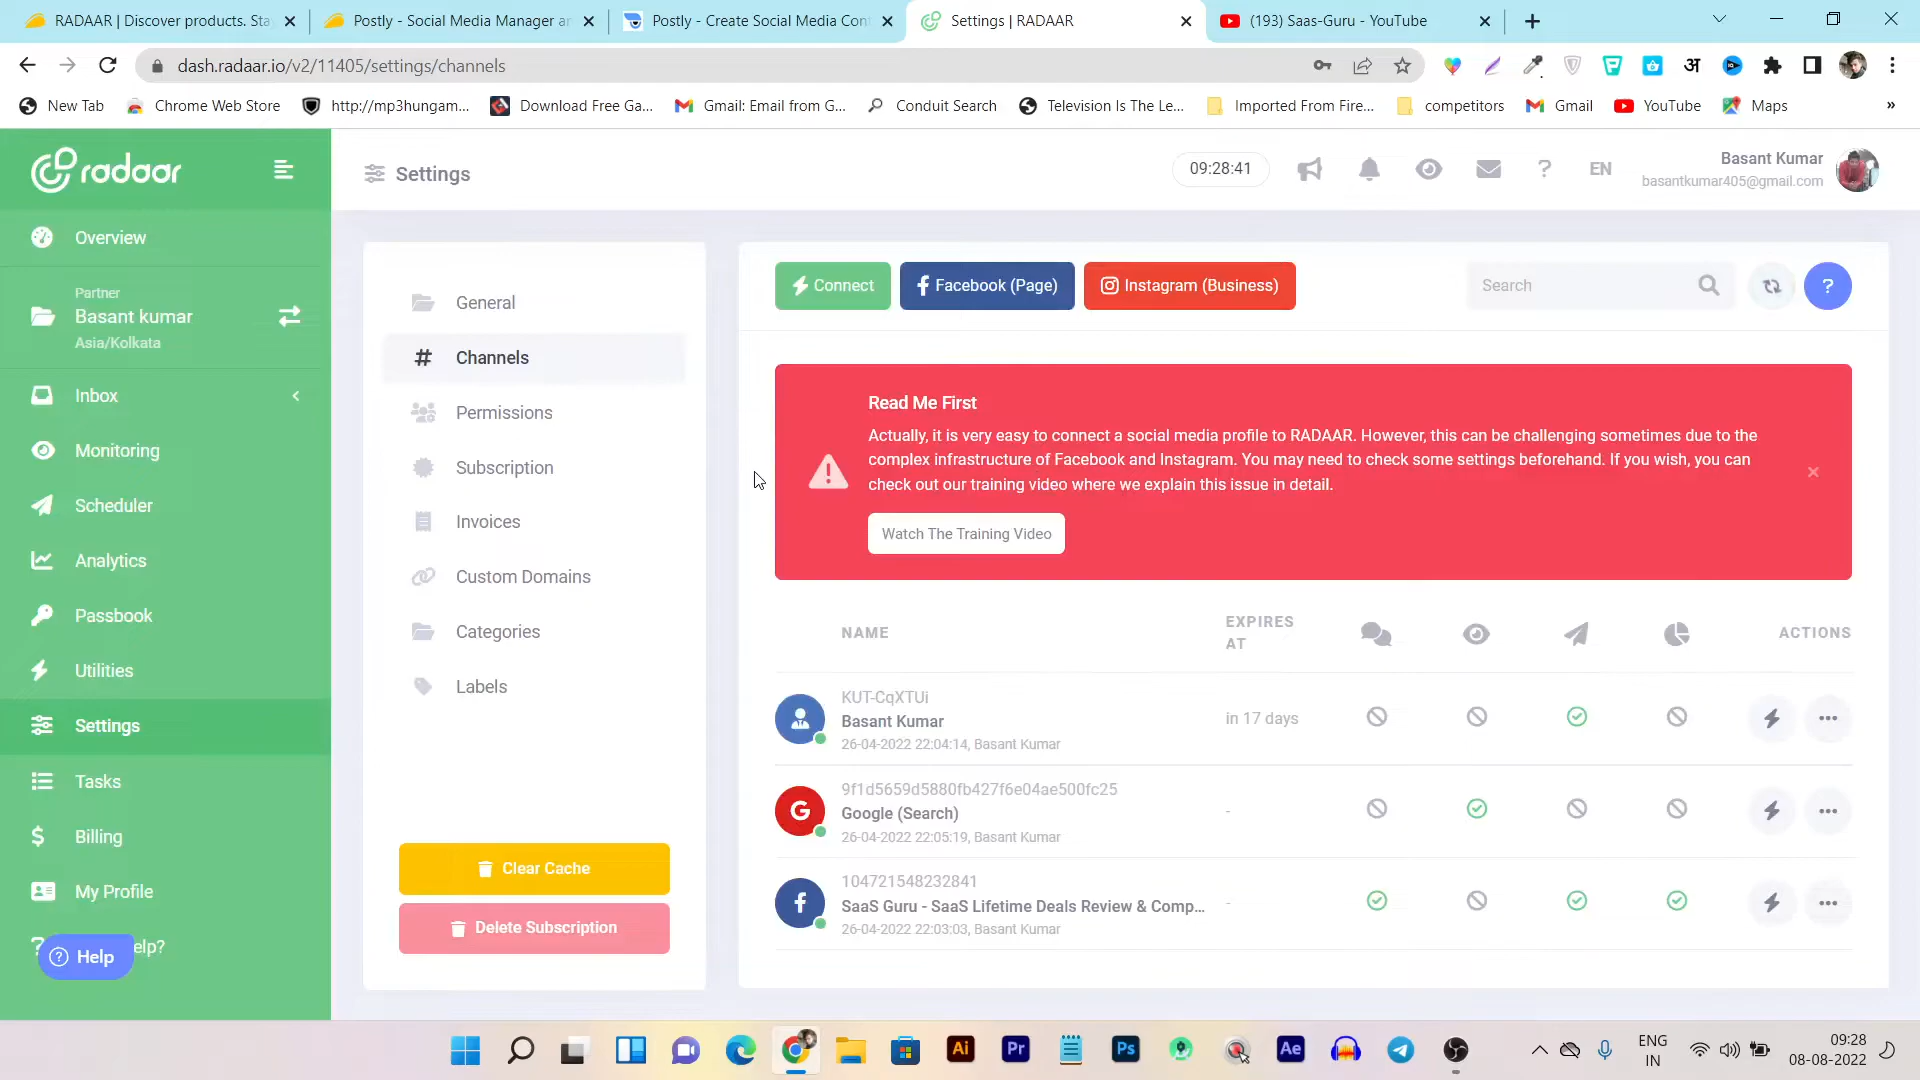 RADAAR | Discover products. Sta
Postly - Social Media Manager an
Postly - Create Social Media Cont
Settings | RADAAR
(193) Saas-Guru - YouTube
dash.radaar.io/v2/11405/settings/channels
New Tab
Chrome Web Store
http://mp3hungam...
Download Free Ga...
Gmail: Email from G...
Conduit Search
Television Is The Le...
Imported From Fire...
competitors
Gmail
YouTube
Maps
»
radaar
Overview
Partner
Basant kumar
Asia/Kolkata
Inbox
Monitoring
Scheduler
Analytics
Passbook
Utilities
Settings
Tasks
Billing
My Profile
elp?
Help
Settings
09:28:41
EN
Basant Kumar
basantkumar405@gmail.com
General
Channels
Permissions
Subscription
Invoices
Custom Domains
Categories
Labels
Clear Cache
Delete Subscription
Connect
Facebook (Page)
Instagram (Business)
Search
?
Read Me First
Actually, it is very easy to connect a social media profile to RADAAR. However, this can be challenging sometimes due to the
complex infrastructure of Facebook and Instagram. You may need to check some settings beforehand. If you wish, you can
check out our training video where we explain this issue in detail.
Watch The Training Video
NAME
EXPIRES
AT
ACTIONS
KUT-CqXTUi
Basant Kumar
in 17 days
26-04-2022 22:04:14, Basant Kumar
9f1d5659d5880fb427f6e04ae500fc25
Google (Search)
-
26-04-2022 22:05:19, Basant Kumar
104721548232841
SaaS Guru - SaaS Lifetime Deals Review & Comp...
-
26-04-2022 22:03:03, Basant Kumar
Ai
Pr
Ps
Ae
ENG
IN
09:28
08-08-2022